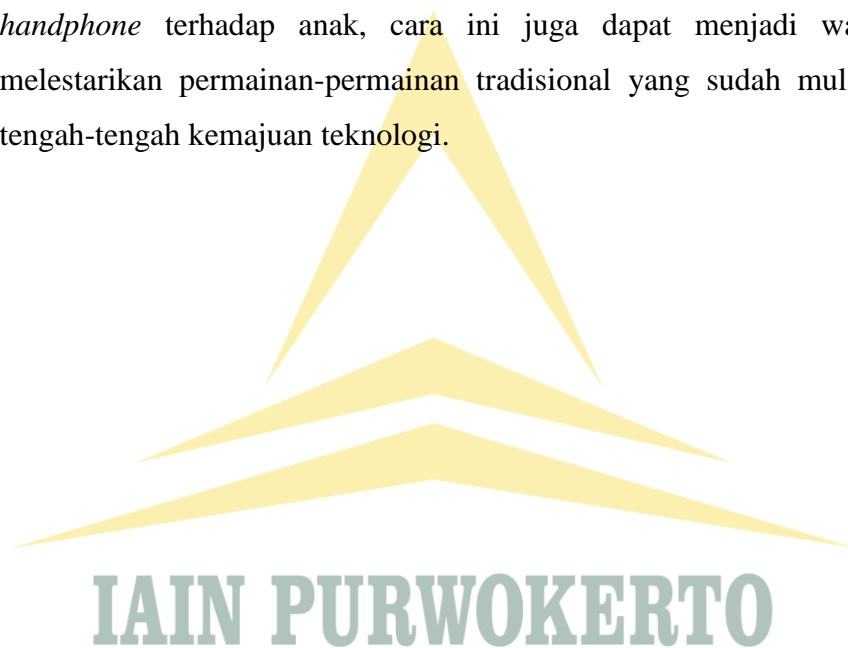 handphone terhadap anak, cara ini juga dapat menjadi
melestarikan permainan-permainan tradisional yang sudah
tengah-tengah kemajuan teknologi.
IAIN PURWOKERTO